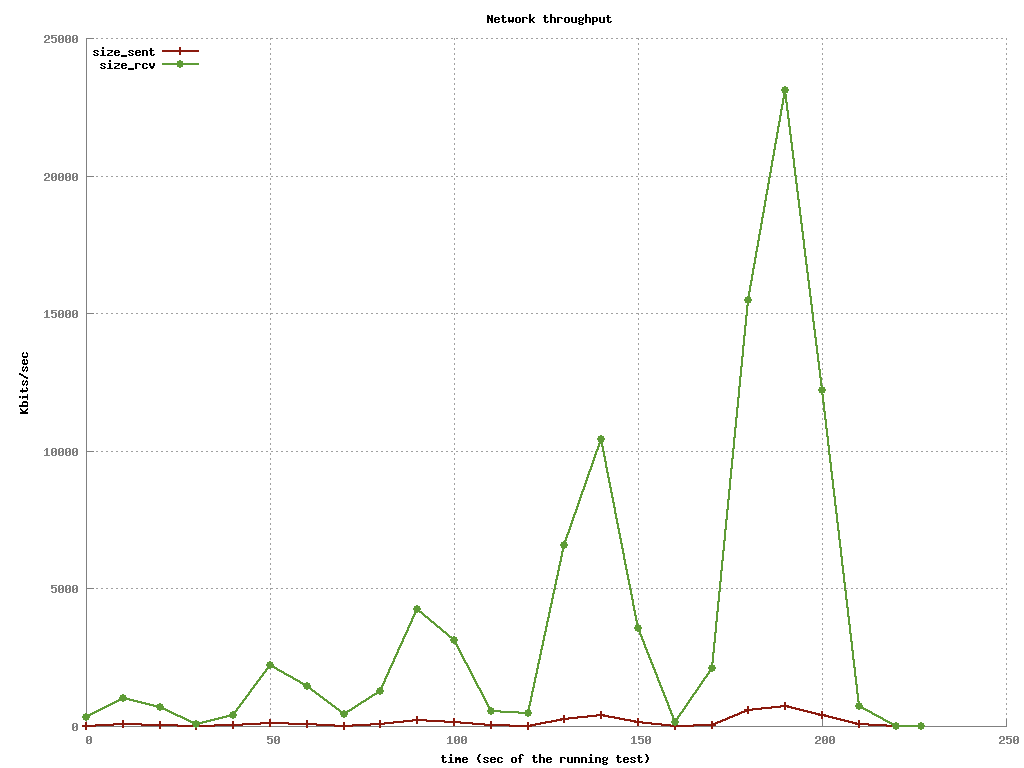 Network throughput
25000
size_sent
size_rcv
20000
15000
Kbits/sec
10000
5000
0
0 50 100 150 200 250
time (sec of the running test)